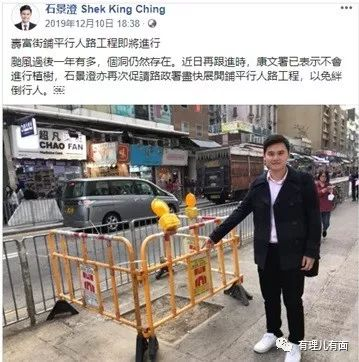 石景澄 Shek King Ching
2019年12月10日 18:38
壽富街鋪平行人路工程即將進行
颱風過後一年有多，個洞仍然存在。近日再跟進時，康文署已表示不會
進行植樹，石景澄亦再次促請路政署盡快展開鋪平行人路工程，以免絆
倒行人。
超凡
CHAO FAN
有理儿有面